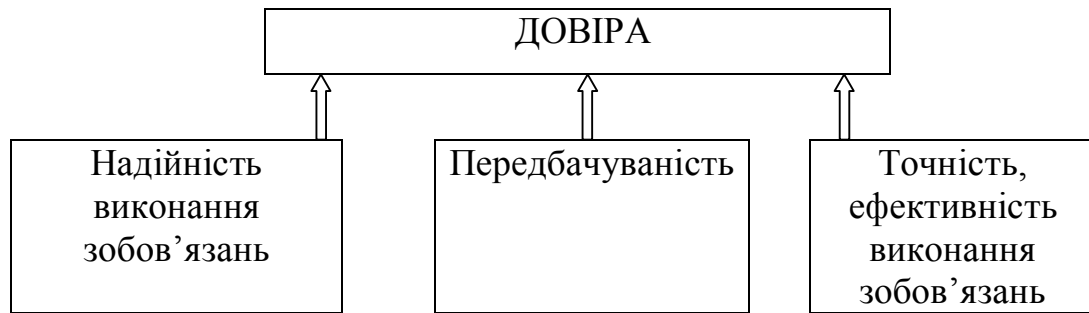 ДОВІРА
Надійність
виконання
зобов’язань
Передбачуваність
Точність,
ефективність
виконання
зобов’язань